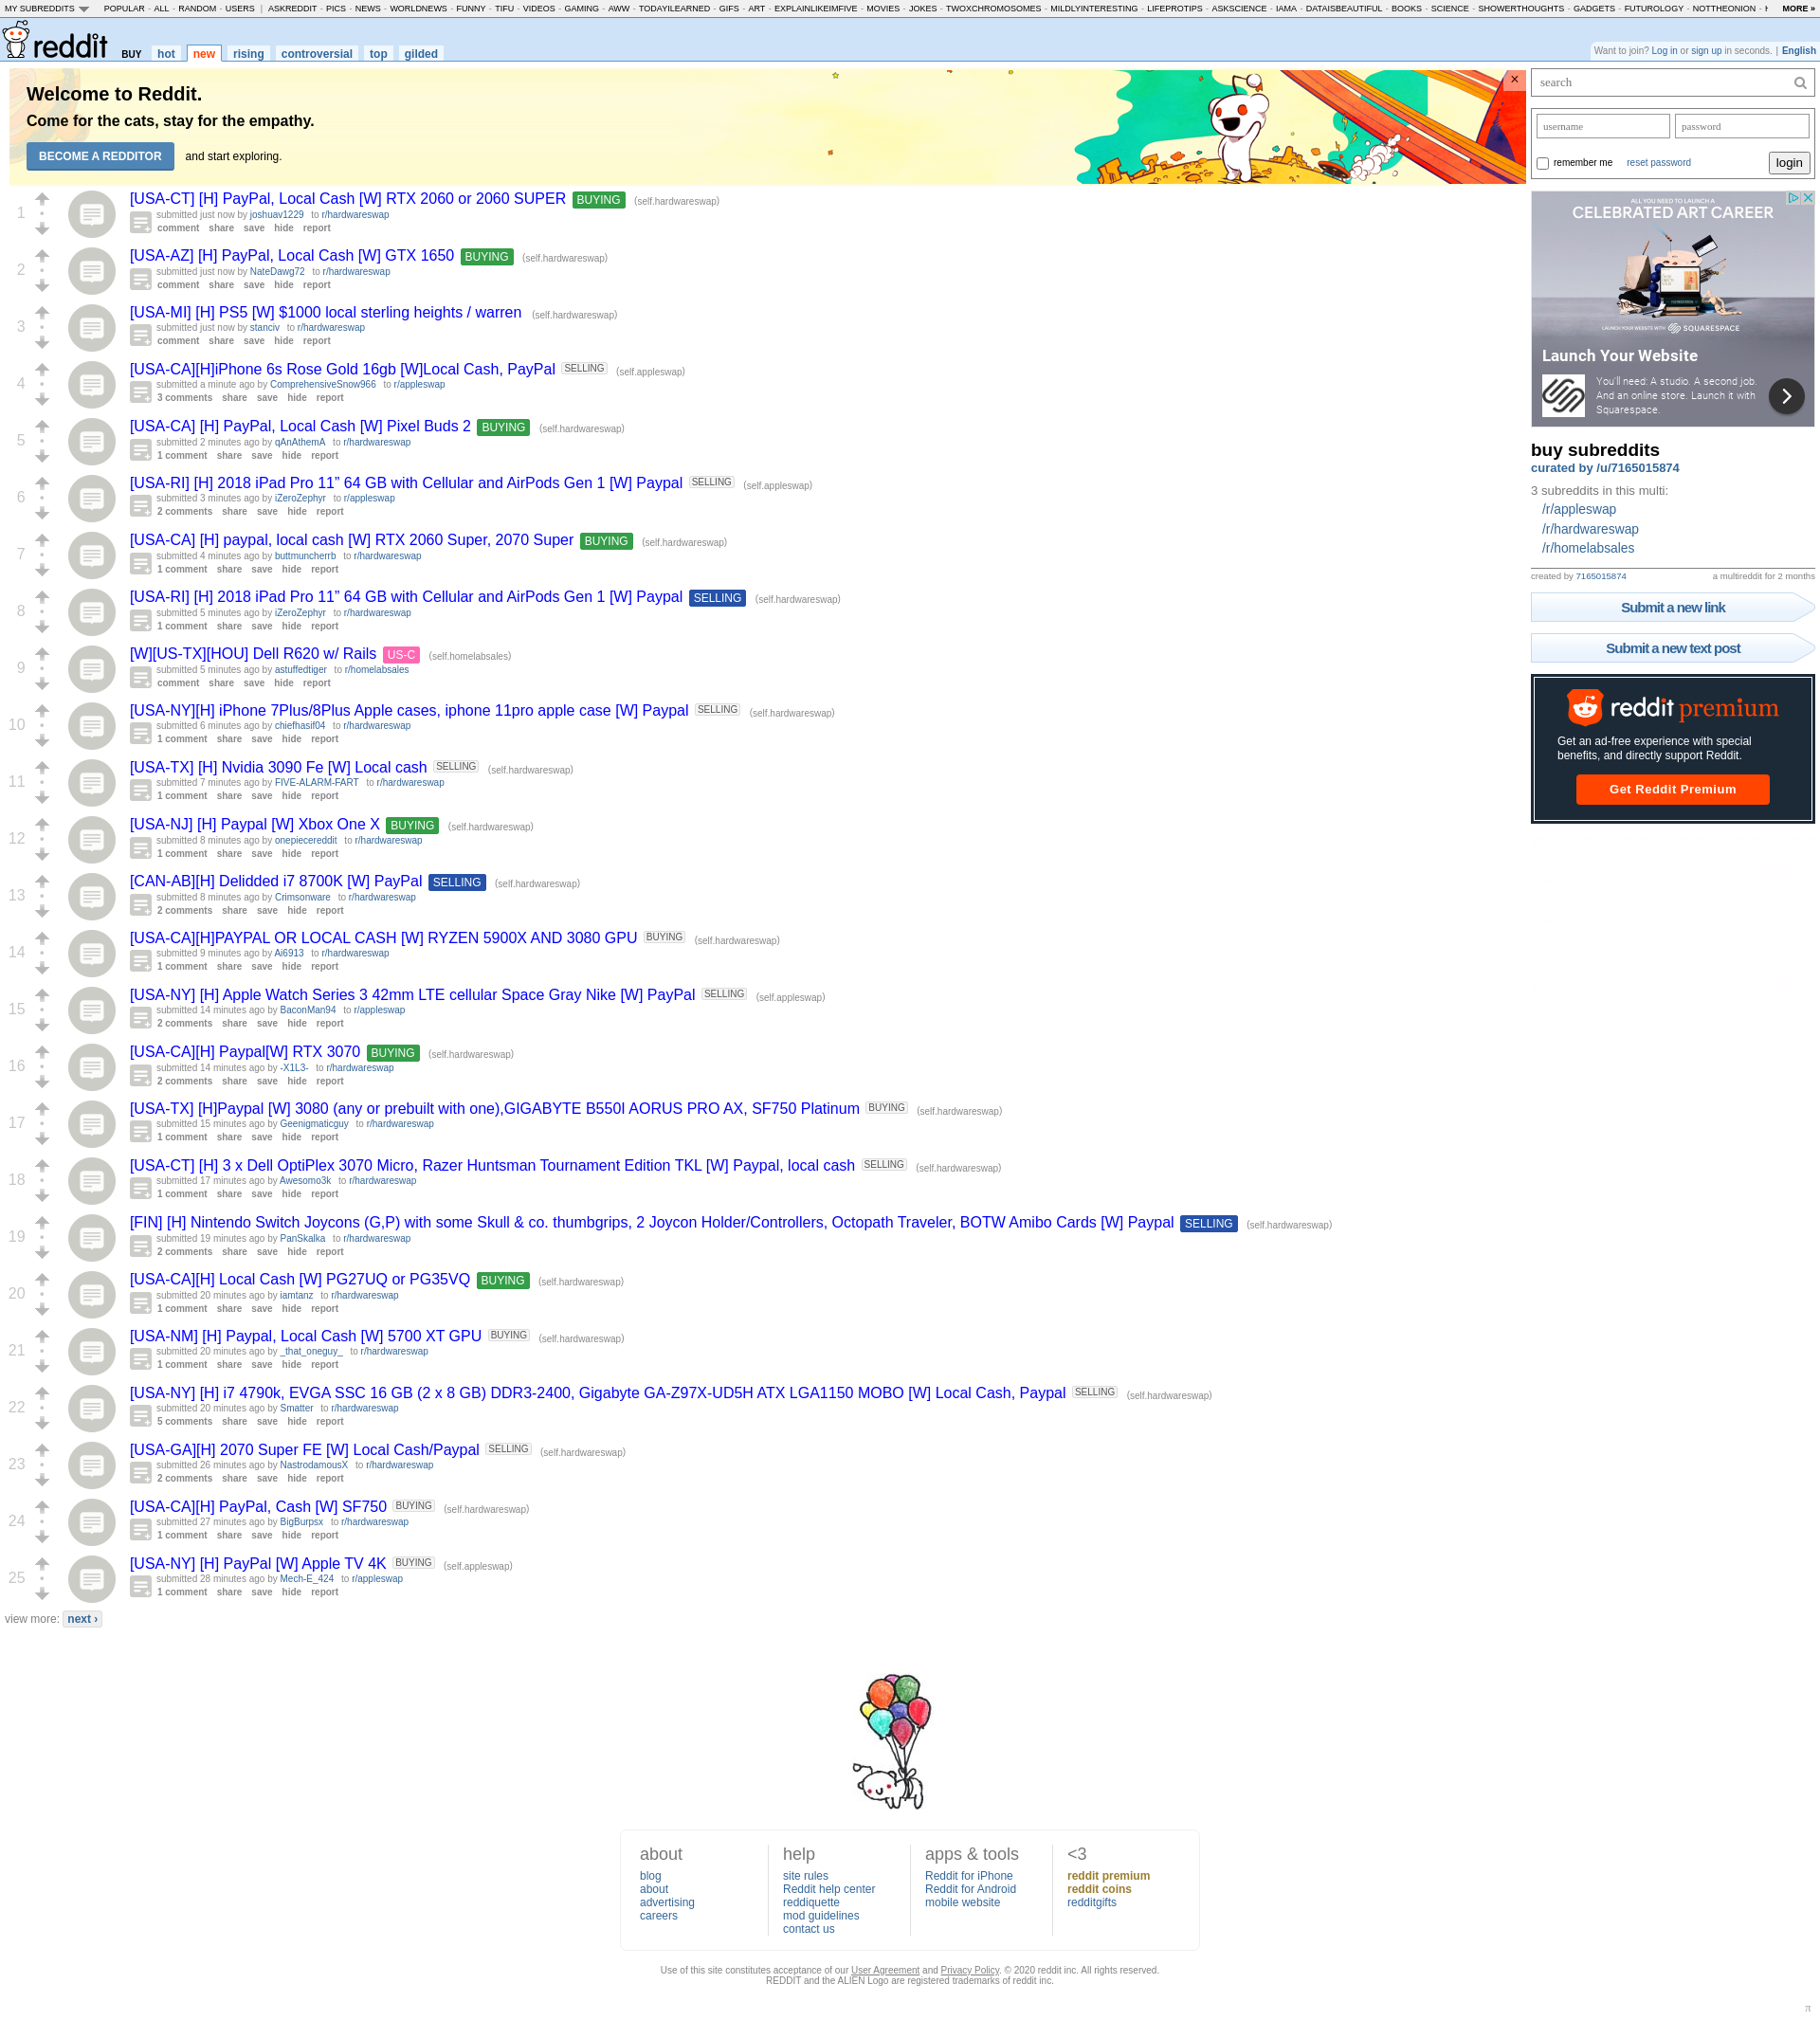 MY SUBREDDITS POPULAR - ALL - RANDOM - USERS | ASKREDDIT - PICS - NEWS - WORLDNEWS - FUNNY - TIFU - VIDEOS - GAMING - AWW - TODAYILEARNED - GIFS - ART - EXPLAINLIKEIMFIVE - MOVIES - JOKES - TWOXCHROMOSOMES - MILDLYINTERESTING - LIFEPROTIPS - ASKSCIENCE - IAMA - DATAISBEAUTIFUL - BOOKS - SCIENCE - SHOWERTHOUGHTS - GADGETS - FUTUROLOGY - NOTTHEONION - MORE »
reddit BUY hot new rising controversial top gilded
Want to join? Log in or sign up in seconds. | English
Welcome to Reddit.
Come for the cats, stay for the empathy.
BECOME A REDDITOR and start exploring.
×
1 [USA-CT] [H] PayPal, Local Cash [W] RTX 2060 or 2060 SUPER BUYING (self.hardwareswap)
submitted just now by joshuav1229 to r/hardwareswap
comment share save hide report
2 [USA-AZ] [H] PayPal, Local Cash [W] GTX 1650 BUYING (self.hardwareswap)
submitted just now by NateDawg72 to r/hardwareswap
comment share save hide report
3 [USA-MI] [H] PS5 [W] $1000 local sterling heights / warren (self.hardwareswap)
submitted just now by stanciv to r/hardwareswap
comment share save hide report
4 [USA-CA][H]iPhone 6s Rose Gold 16gb [W]Local Cash, PayPal SELLING (self.appleswap)
submitted a minute ago by ComprehensiveSnow966 to r/appleswap
3 comments share save hide report
5 [USA-CA] [H] PayPal, Local Cash [W] Pixel Buds 2 BUYING (self.hardwareswap)
submitted 2 minutes ago by qAnAthemA to r/hardwareswap
1 comment share save hide report
6 [USA-RI] [H] 2018 iPad Pro 11” 64 GB with Cellular and AirPods Gen 1 [W] Paypal SELLING (self.appleswap)
submitted 3 minutes ago by iZeroZephyr to r/appleswap
2 comments share save hide report
7 [USA-CA] [H] paypal, local cash [W] RTX 2060 Super, 2070 Super BUYING (self.hardwareswap)
submitted 4 minutes ago by buttmuncherrb to r/hardwareswap
1 comment share save hide report
8 [USA-RI] [H] 2018 iPad Pro 11” 64 GB with Cellular and AirPods Gen 1 [W] Paypal SELLING (self.hardwareswap)
submitted 5 minutes ago by iZeroZephyr to r/hardwareswap
1 comment share save hide report
9 [W][US-TX][HOU] Dell R620 w/ Rails US-C (self.homelabsales)
submitted 5 minutes ago by astuffedtiger to r/homelabsales
comment share save hide report
10 [USA-NY][H] iPhone 7Plus/8Plus Apple cases, iphone 11pro apple case [W] Paypal SELLING (self.hardwareswap)
submitted 6 minutes ago by chiefhasif04 to r/hardwareswap
1 comment share save hide report
11 [USA-TX] [H] Nvidia 3090 Fe [W] Local cash SELLING (self.hardwareswap)
submitted 7 minutes ago by FIVE-ALARM-FART to r/hardwareswap
1 comment share save hide report
12 [USA-NJ] [H] Paypal [W] Xbox One X BUYING (self.hardwareswap)
submitted 8 minutes ago by onepiecereddit to r/hardwareswap
1 comment share save hide report
13 [CAN-AB][H] Delidded i7 8700K [W] PayPal SELLING (self.hardwareswap)
submitted 8 minutes ago by Crimsonware to r/hardwareswap
2 comments share save hide report
14 [USA-CA][H]PAYPAL OR LOCAL CASH [W] RYZEN 5900X AND 3080 GPU BUYING (self.hardwareswap)
submitted 9 minutes ago by Ai6913 to r/hardwareswap
1 comment share save hide report
15 [USA-NY] [H] Apple Watch Series 3 42mm LTE cellular Space Gray Nike [W] PayPal SELLING (self.appleswap)
submitted 14 minutes ago by BaconMan94 to r/appleswap
2 comments share save hide report
16 [USA-CA][H] Paypal[W] RTX 3070 BUYING (self.hardwareswap)
submitted 14 minutes ago by -X1L3- to r/hardwareswap
2 comments share save hide report
17 [USA-TX] [H]Paypal [W] 3080 (any or prebuilt with one),GIGABYTE B550I AORUS PRO AX, SF750 Platinum BUYING (self.hardwareswap)
submitted 15 minutes ago by Geenigmaticguy to r/hardwareswap
1 comment share save hide report
18 [USA-CT] [H] 3 x Dell OptiPlex 3070 Micro, Razer Huntsman Tournament Edition TKL [W] Paypal, local cash SELLING (self.hardwareswap)
submitted 17 minutes ago by Awesomo3k to r/hardwareswap
1 comment share save hide report
19 [FIN] [H] Nintendo Switch Joycons (G,P) with some Skull & co. thumbgrips, 2 Joycon Holder/Controllers, Octopath Traveler, BOTW Amibo Cards [W] Paypal SELLING (self.hardwareswap)
submitted 19 minutes ago by PanSkalka to r/hardwareswap
2 comments share save hide report
20 [USA-CA][H] Local Cash [W] PG27UQ or PG35VQ BUYING (self.hardwareswap)
submitted 20 minutes ago by iamtanz to r/hardwareswap
1 comment share save hide report
21 [USA-NM] [H] Paypal, Local Cash [W] 5700 XT GPU BUYING (self.hardwareswap)
submitted 20 minutes ago by _that_oneguy_ to r/hardwareswap
1 comment share save hide report
22 [USA-NY] [H] i7 4790k, EVGA SSC 16 GB (2 x 8 GB) DDR3-2400, Gigabyte GA-Z97X-UD5H ATX LGA1150 MOBO [W] Local Cash, Paypal SELLING (self.hardwareswap)
submitted 20 minutes ago by Smatter to r/hardwareswap
5 comments share save hide report
23 [USA-GA][H] 2070 Super FE [W] Local Cash/Paypal SELLING (self.hardwareswap)
submitted 26 minutes ago by NastrodamousX to r/hardwareswap
2 comments share save hide report
24 [USA-CA][H] PayPal, Cash [W] SF750 BUYING (self.hardwareswap)
submitted 27 minutes ago by BigBurpsx to r/hardwareswap
1 comment share save hide report
25 [USA-NY] [H] PayPal [W] Apple TV 4K BUYING (self.appleswap)
submitted 28 minutes ago by Mech-E_424 to r/appleswap
1 comment share save hide report
view more: next ›
search
username password
remember me reset password login
ALL YOU NEED TO LAUNCH A
CELEBRATED ART CAREER
LAUNCH YOUR WEBSITE WITH SQUARESPACE
Launch Your Website
You'll need: A studio. A second job.
And an online store. Launch it with
Squarespace.
buy subreddits
curated by /u/7165015874
3 subreddits in this multi:
/r/appleswap
/r/hardwareswap
/r/homelabsales
created by 7165015874 a multireddit for 2 months
Submit a new link
Submit a new text post
reddit premium
Get an ad-free experience with special
benefits, and directly support Reddit.
Get Reddit Premium
about
blog
about
advertising
careers
help
site rules
Reddit help center
reddiquette
mod guidelines
contact us
apps & tools
Reddit for iPhone
Reddit for Android
mobile website
<3
reddit premium
reddit coins
redditgifts
Use of this site constitutes acceptance of our User Agreement and Privacy Policy. © 2020 reddit inc. All rights reserved.
REDDIT and the ALIEN Logo are registered trademarks of reddit inc.
π